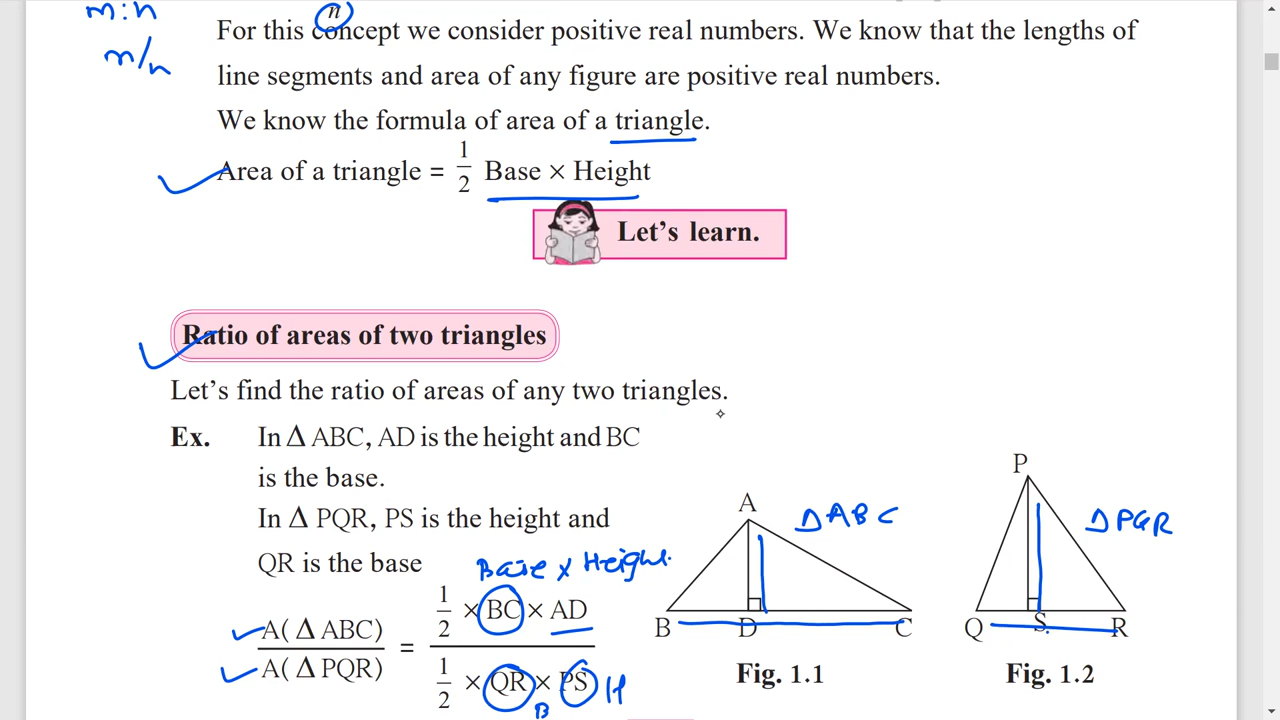 m:n
n
m/n
For this concept we consider positive real numbers. We know that the lengths of
line segments and area of any figure are positive real numbers.
We know the formula of area of a triangle.
Area of a triangle = 1/2 Base × Height
Let's learn.
Ratio of areas of two triangles
Let's find the ratio of areas of any two triangles.
Ex. In Δ ABC, AD is the height and BC
is the base.
In Δ PQR, PS is the height and
QR is the base
Base × Height
A( Δ ABC) / A( Δ PQR) = 1/2 × BC × AD / 1/2 × QR × PS
B
H
A
Δ ABC
B D C
Fig. 1.1
P
Δ PQR
Q S R
Fig. 1.2